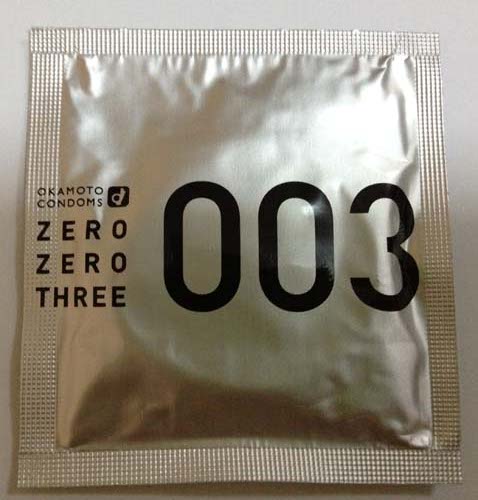 OKAMOTO
CONDOMS
ZERO
ZERO
THREE
003